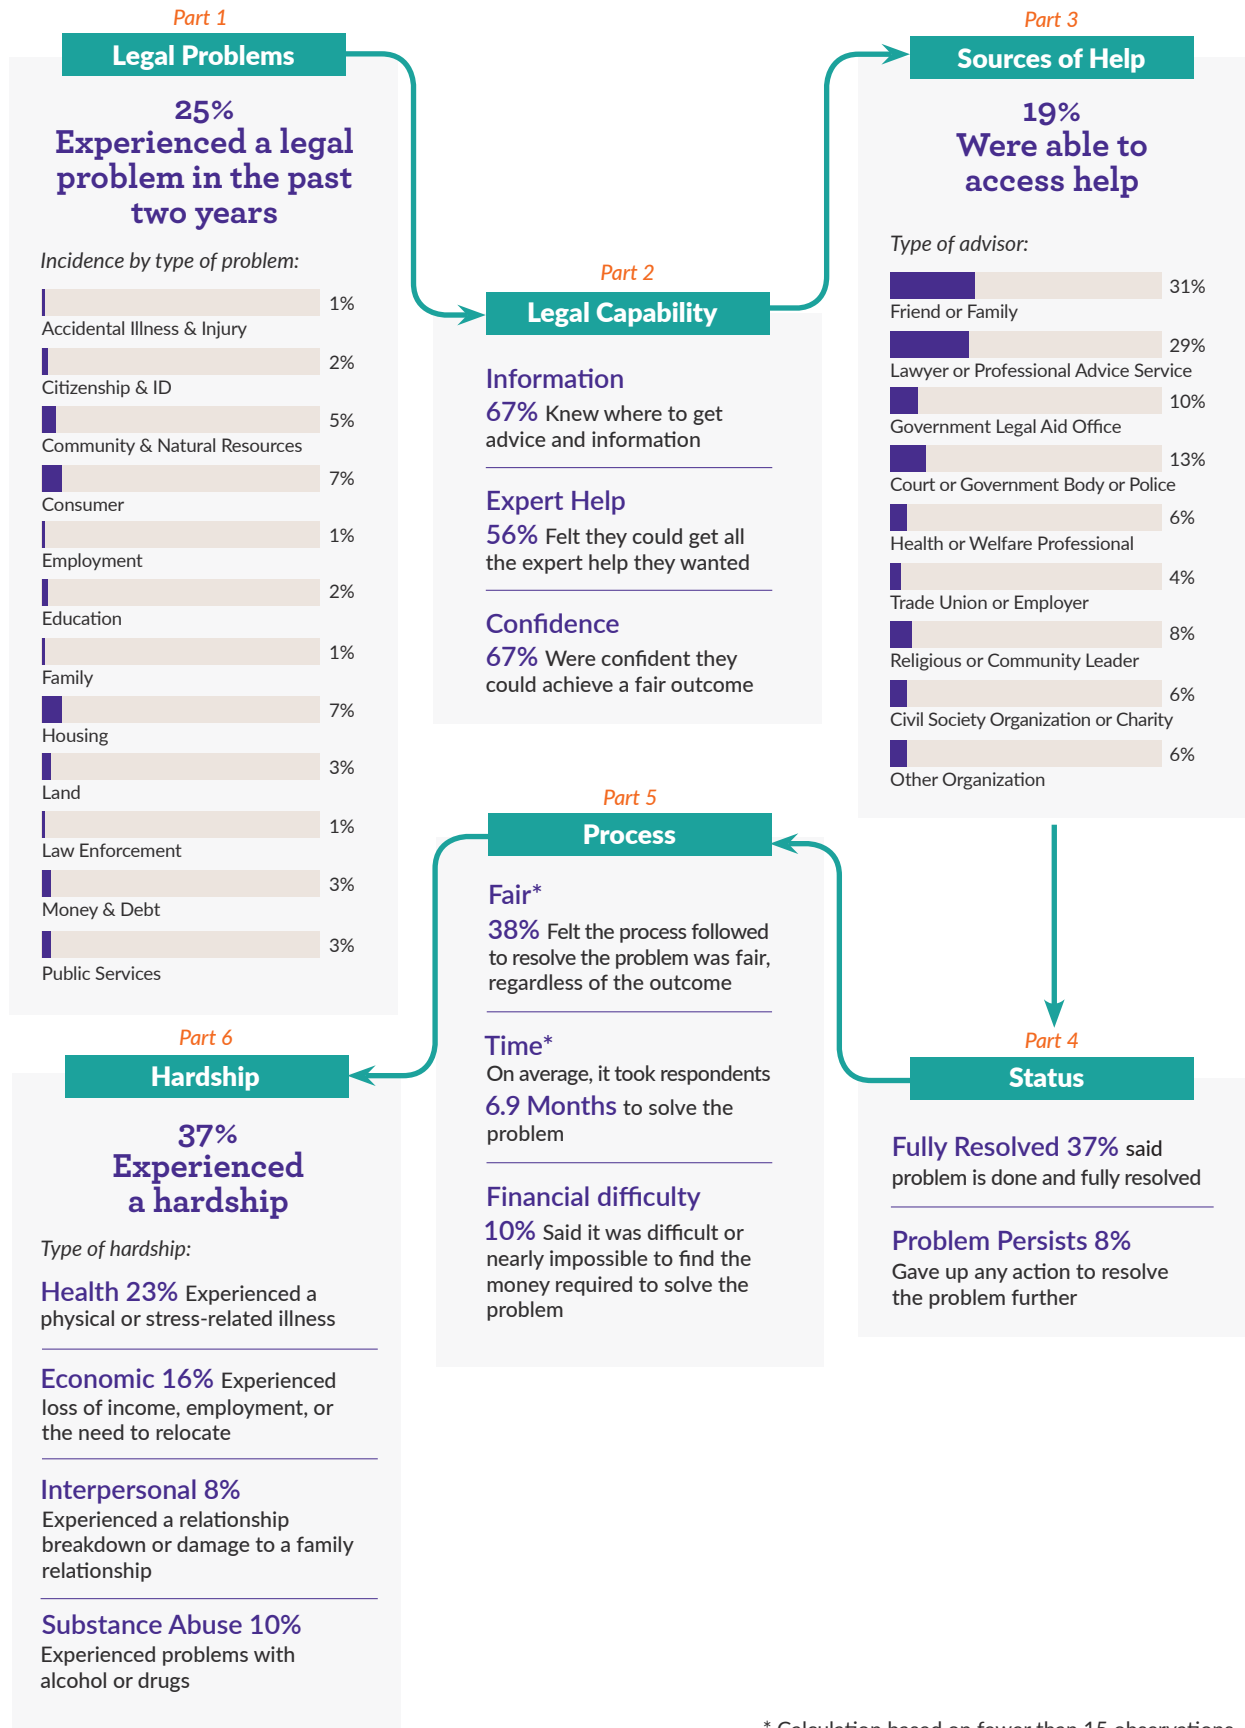 Part 1
Legal Problems
25%
Experienced a legal
problem in the past
two years
Incidence by type of problem:
1%
Accidental Illness & Injury
2%
Citizenship & ID
5%
Community & Natural Resources
7%
Consumer
1%
Employment
2%
Education
1%
Family
7%
Housing
3%
Land
1%
Law Enforcement
3%
Money & Debt
3%
Public Services
Part 2
Legal Capability
Information
67% Knew where to get
advice and information
Expert Help
56% Felt they could get all
the expert help they wanted
Confidence
67% Were confident they
could achieve a fair outcome
Part 3
Sources of Help
19%
Were able to
access help
Type of advisor:
31%
Friend or Family
29%
Lawyer or Professional Advice Service
10%
Government Legal Aid Office
13%
Court or Government Body or Police
6%
Health or Welfare Professional
4%
Trade Union or Employer
8%
Religious or Community Leader
6%
Civil Society Organization or Charity
6%
Other Organization
Part 4
Status
Fully Resolved 37% said
problem is done and fully resolved
Problem Persists 8%
Gave up any action to resolve
the problem further
Part 5
Process
Fair*
38% Felt the process followed
to resolve the problem was fair,
regardless of the outcome
Time*
On average, it took respondents
6.9 Months to solve the
problem
Financial difficulty
10% Said it was difficult or
nearly impossible to find the
money required to solve the
problem
Part 6
Hardship
37%
Experienced
a hardship
Type of hardship:
Health 23% Experienced a
physical or stress-related illness
Economic 16% Experienced
loss of income, employment, or
the need to relocate
Interpersonal 8%
Experienced a relationship
breakdown or damage to a family
relationship
Substance Abuse 10%
Experienced problems with
alcohol or drugs
* Calculation based on fewer than 15 observations